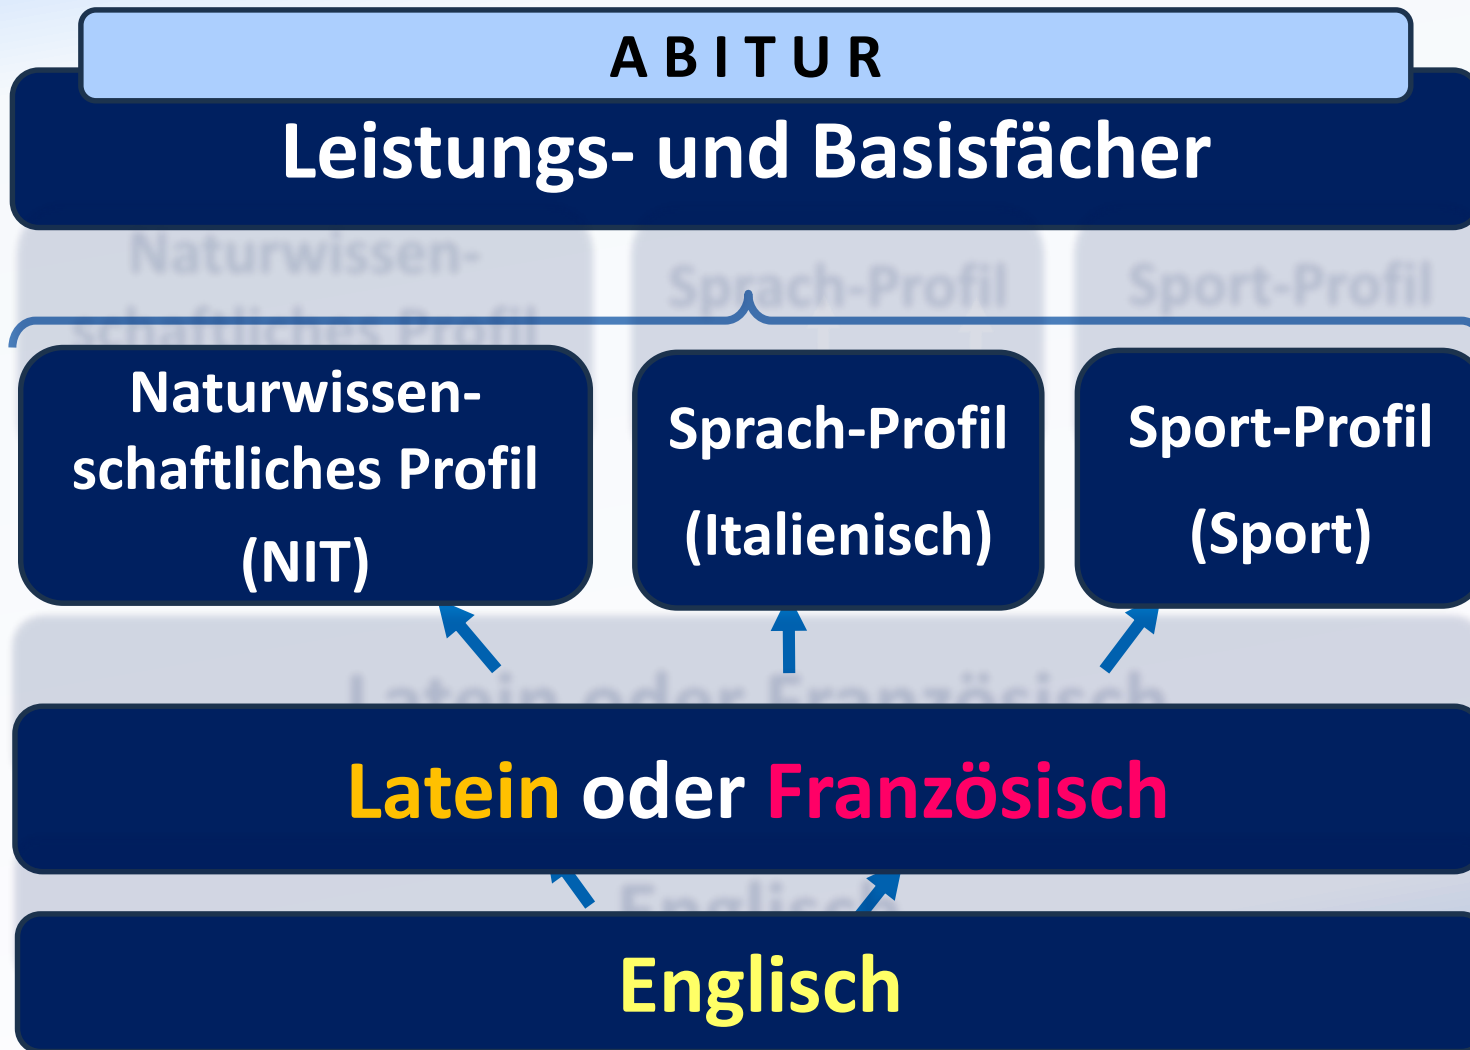 ABITUR
Leistungs- und Basisfächer
Naturwissen-
schaftliches Profil
(NIT)
Sprach-Profil
(Italienisch)
Sport-Profil
(Sport)
Latein oder Französisch
Englisch